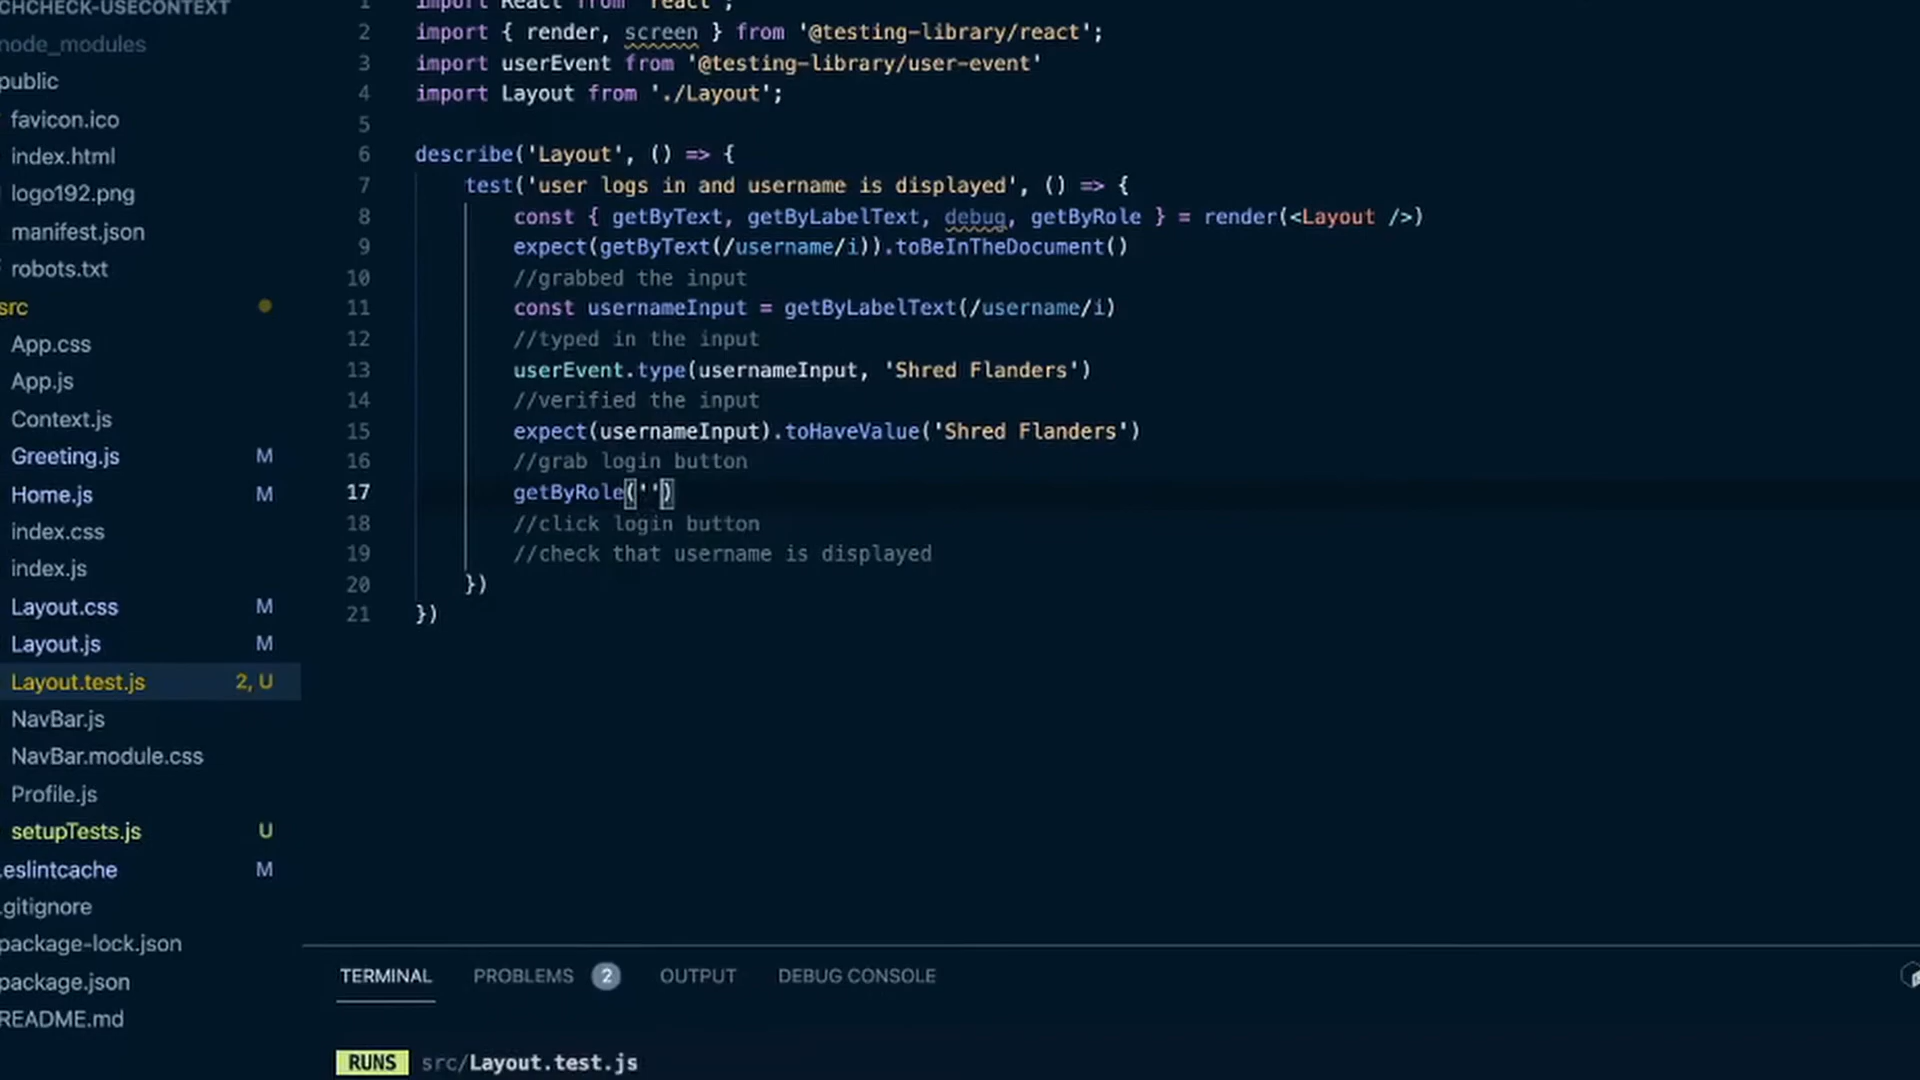 CHCHECK-USECONTEXT
node_modules
public
favicon.ico
index.html
logo192.png
manifest.json
robots.txt
src
App.css
App.js
Context.js
Greeting.js M
Home.js M
index.css
index.js
Layout.css M
Layout.js M
Layout.test.js 2, U
NavBar.js
NavBar.module.css
Profile.js
setupTests.js U
.eslintcache M
.gitignore
package-lock.json
package.json
README.md
1 import React from 'react';
2 import { render, screen } from '@testing-library/react';
3 import userEvent from '@testing-library/user-event'
4 import Layout from './Layout';
5
6 describe('Layout', () => {
7 test('user logs in and username is displayed', () => {
8 const { getByText, getByLabelText, debug, getByRole } = render(<Layout />)
9 expect(getByText(/username/i)).toBeInTheDocument()
10 //grabbed the input
11 const usernameInput = getByLabelText(/username/i)
12 //typed in the input
13 userEvent.type(usernameInput, 'Shred Flanders')
14 //verified the input
15 expect(usernameInput).toHaveValue('Shred Flanders')
16 //grab login button
17 getByRole('')
18 //click login button
19 //check that username is displayed
20 })
21 })
TERMINAL PROBLEMS 2 OUTPUT DEBUG CONSOLE
RUNS src/Layout.test.js